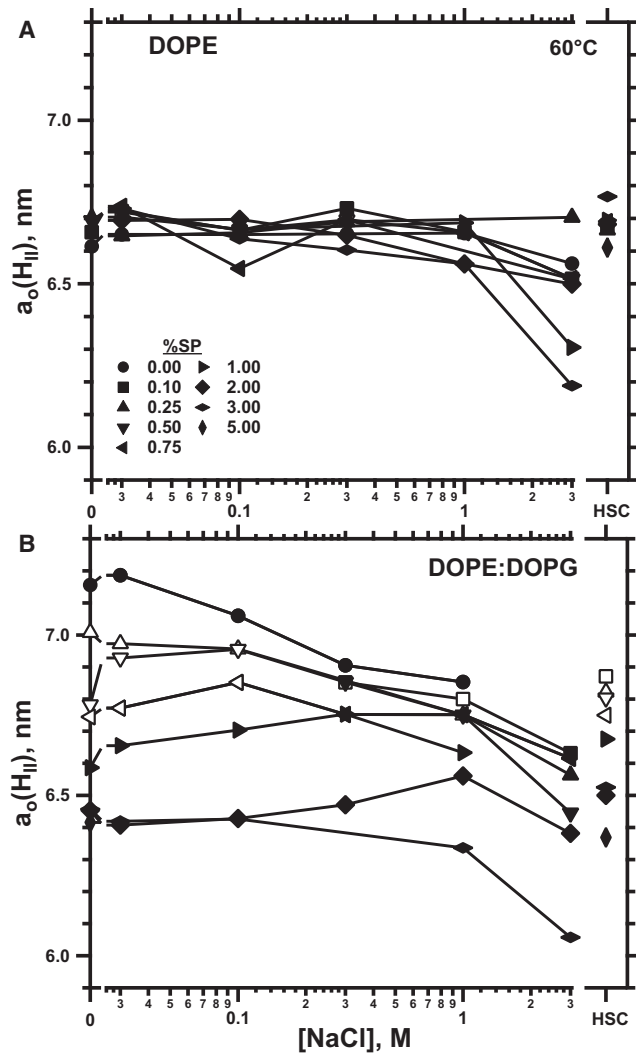 A
DOPE
60°C
7.0
6.5
6.0
a₀(H_II), nm
%SP
0.00
1.00
0.10
2.00
0.25
3.00
0.50
5.00
0.75
3 4 5 6 7 8 9 2 3 4 5 6 7 8 9 2 3
0 0.1 1 HSC
B
DOPE:DOPG
7.0
6.5
6.0
a₀(H_II), nm
3 4 5 6 7 8 9 2 3 4 5 6 7 8 9 2 3
0 0.1 1 HSC
[NaCl], M